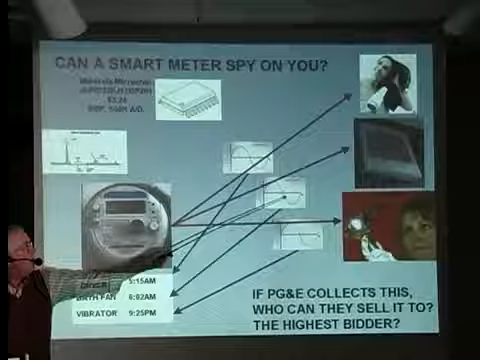 CAN A SMART METER SPY ON YOU?
DRYER 5:15AM
BATH FAN 6:02AM
VIBRATOR 9:25PM
IF PG&E COLLECTS THIS,
WHO CAN THEY SELL IT TO?
THE HIGHEST BIDDER?